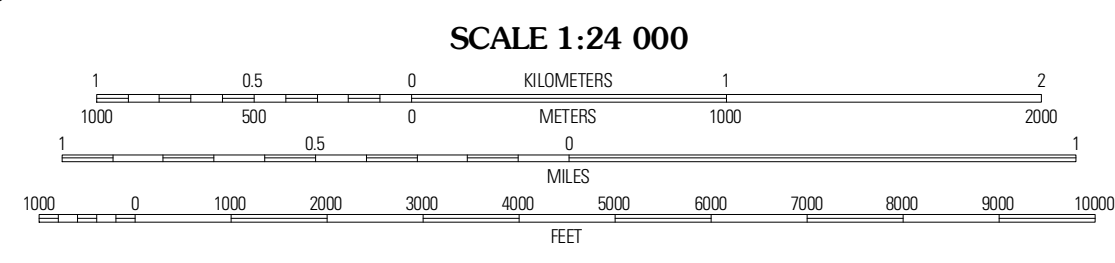 SCALE 1:24 000
1 0.5 0 KILOMETERS 1 2
1000 500 0 METERS 1000 2000
1 0.5 0 1
MILES
1000 0 1000 2000 3000 4000 5000 6000 7000 8000 9000 10000
FEET